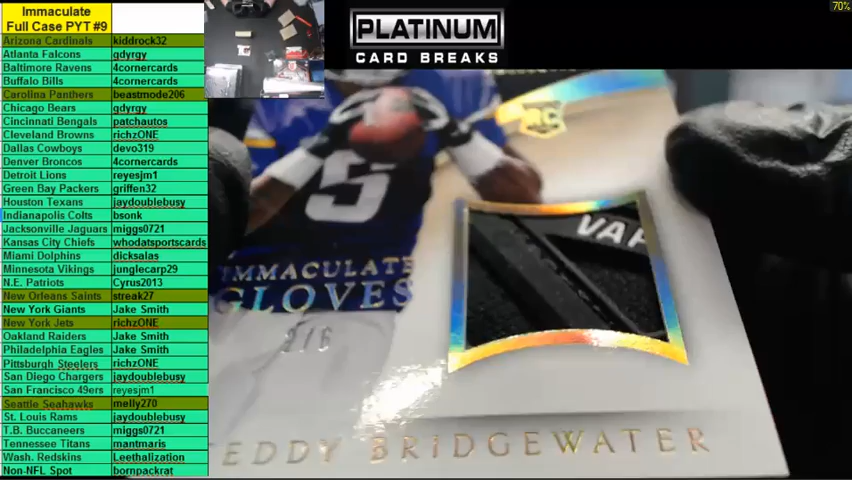 Immaculate
Full Case PYT #9
Arizona Cardinals kiddrock32
Atlanta Falcons gdyrgy
Baltimore Ravens 4cornercards
Buffalo Bills 4cornercards
Carolina Panthers beastmode206
Chicago Bears gdyrgy
Cincinnati Bengals patchautos
Cleveland Browns richzONE
Dallas Cowboys devo319
Denver Broncos 4cornercards
Detroit Lions reyesjm1
Green Bay Packers griffen32
Houston Texans jaydoublebusy
Indianapolis Colts bsonk
Jacksonville Jaguars miggs0721
Kansas City Chiefs whodatsportscards
Miami Dolphins dicksalas
Minnesota Vikings junglecarp29
N.E. Patriots Cyrus2013
New Orleans Saints streak27
New York Giants Jake Smith
New York Jets richzONE
Oakland Raiders Jake Smith
Philadelphia Eagles Jake Smith
Pittsburgh Steelers richzONE
San Diego Chargers jaydoublebusy
San Francisco 49ers reyesjm1
Seattle Seahawks melly270
St. Louis Rams jaydoublebusy
T.B. Buccaneers miggs0721
Tennessee Titans mantmaris
Wash. Redskins Leethalization
Non-NFL Spot bornpackrat
PLATINUM
CARD BREAKS
70%
RC
5
VAP
IMMACULATE
GLOVES
2/6
TEDDY BRIDGEWATER